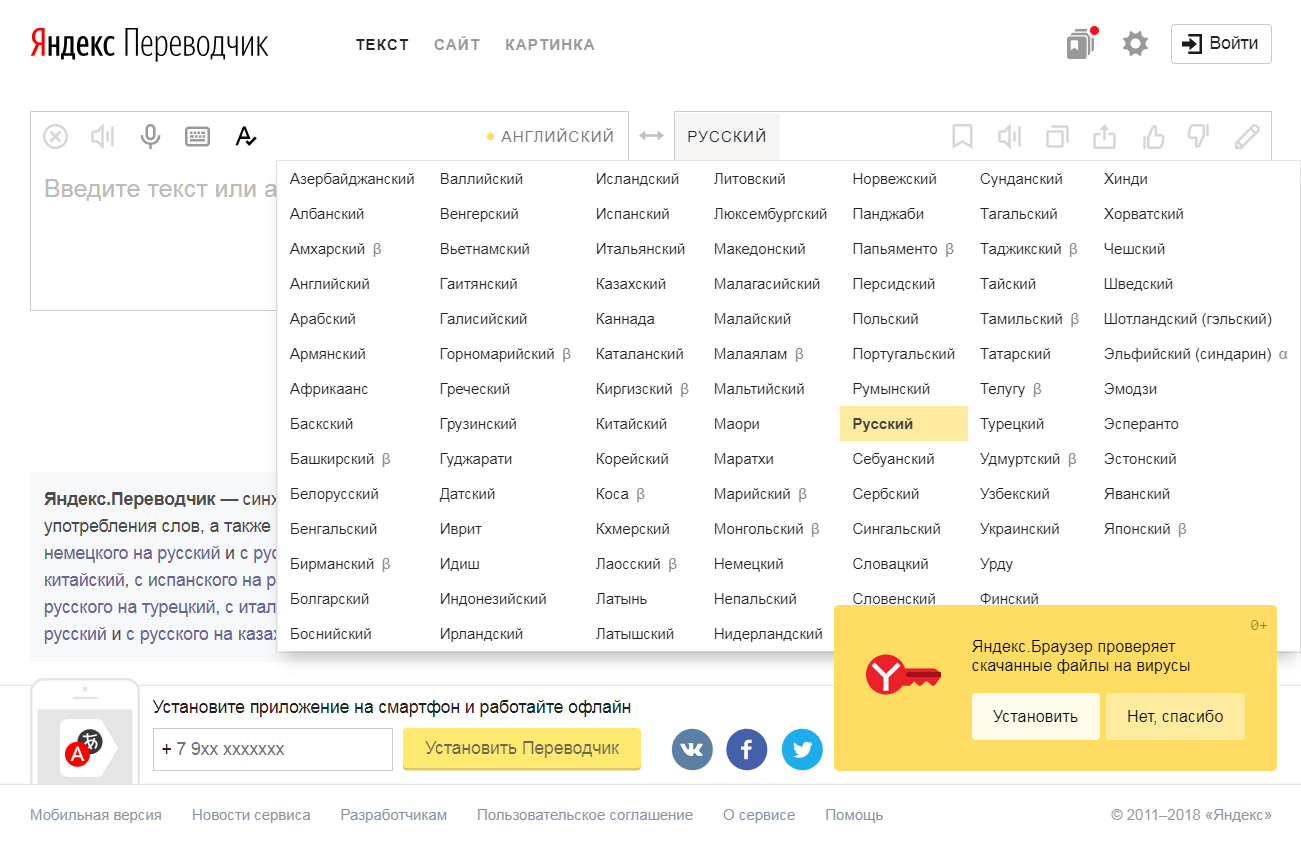 Яндекс Переводчик ТЕКСТ САЙТ КАРТИНКА Войти
АНГЛИЙСКИЙ РУССКИЙ
Введите текст или а
Азербайджанский Валлийский Исландский Литовский Норвежский Сунданский Хинди
Албанский Венгерский Испанский Люксембургский Панджаби Тагальский Хорватский
Амхарский β Вьетнамский Итальянский Македонский Папьяменто β Таджикский β Чешский
Английский Гаитянский Казахский Малагасийский Персидский Тайский Шведский
Арабский Галисийский Каннада Малайский Польский Тамильский β Шотландский (гэльский)
Армянский Горномарийский β Каталанский Малаялам β Португальский Татарский Эльфийский (синдарин) α
Африкаанс Греческий Киргизский β Мальтийский Румынский Телугу β Эмодзи
Баскский Грузинский Китайский Маори Русский Турецкий Эсперанто
Башкирский β Гуджарати Корейский Маратхи Себуанский Удмуртский β Эстонский
Белорусский Датский Коса β Марийский β Сербский Узбекский Яванский
Бенгальский Иврит Кхмерский Монгольский β Сингальский Украинский Японский β
Бирманский β Идиш Лаосский β Немецкий Словацкий Урду
Болгарский Индонезийский Латынь Непальский Словенский Финский
Боснийский Ирландский Латышский Нидерландский
Яндекс.Переводчик — синх
употребления слов, а также
немецкого на русский и с рус
китайский, с испанского на р
русского на турецкий, с итал
русский и с русского на казах
0+
Яндекс.Браузер проверяет
скачанные файлы на вирусы
Установить Нет, спасибо
Установите приложение на смартфон и работайте офлайн
A あ
+ 7 9xx xxxxxxx Установить Переводчик
Мобильная версия Новости сервиса Разработчикам Пользовательское соглашение О сервисе Помощь © 2011–2018 «Яндекс»